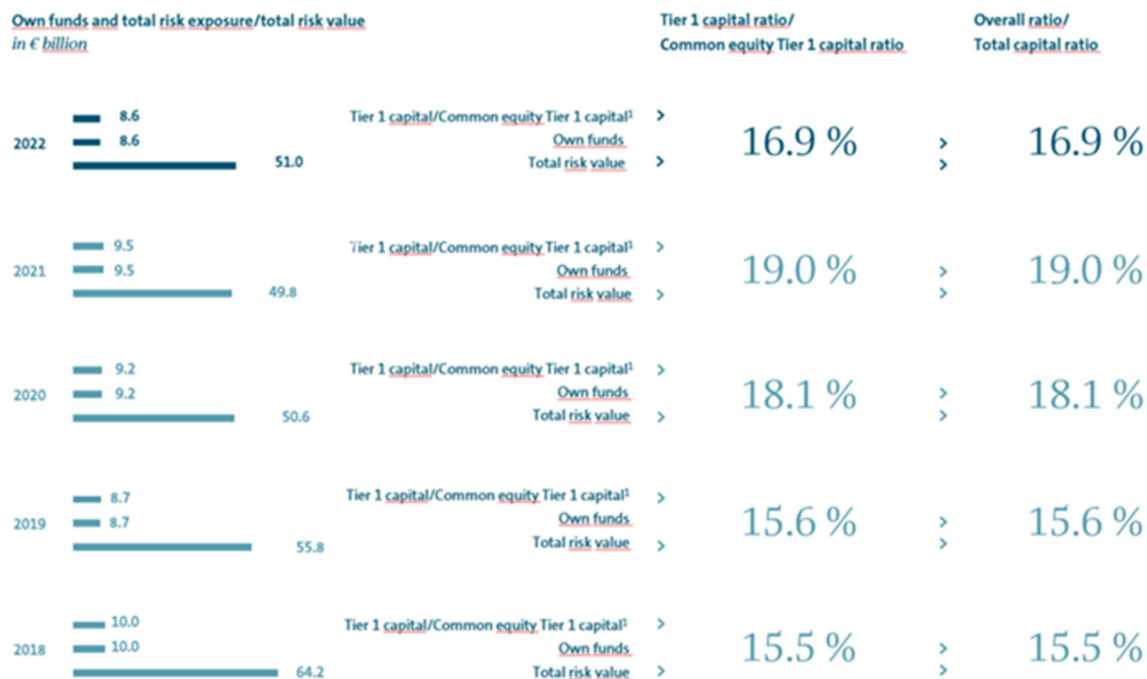 Own funds and total risk exposure/total risk value
in € billion
Tier 1 capital ratio/
Common equity Tier 1 capital ratio
Overall ratio/
Total capital ratio
2022
8.6
8.6
51.0
Tier 1 capital/Common equity Tier 1 capital¹
Own funds
Total risk value
> 
>
16.9 %
>
>
16.9 %
2021
9.5
9.5
49.8
Tier 1 capital/Common equity Tier 1 capital¹
Own funds
Total risk value
>
>
19.0 %
>
>
19.0 %
2020
9.2
9.2
50.6
Tier 1 capital/Common equity Tier 1 capital¹
Own funds
Total risk value
>
>
18.1 %
>
>
18.1 %
2019
8.7
8.7
55.8
Tier 1 capital/Common equity Tier 1 capital¹
Own funds
Total risk value
>
>
15.6 %
>
>
15.6 %
2018
10.0
10.0
64.2
Tier 1 capital/Common equity Tier 1 capital¹
Own funds
Total risk value
>
>
15.5 %
>
>
15.5 %